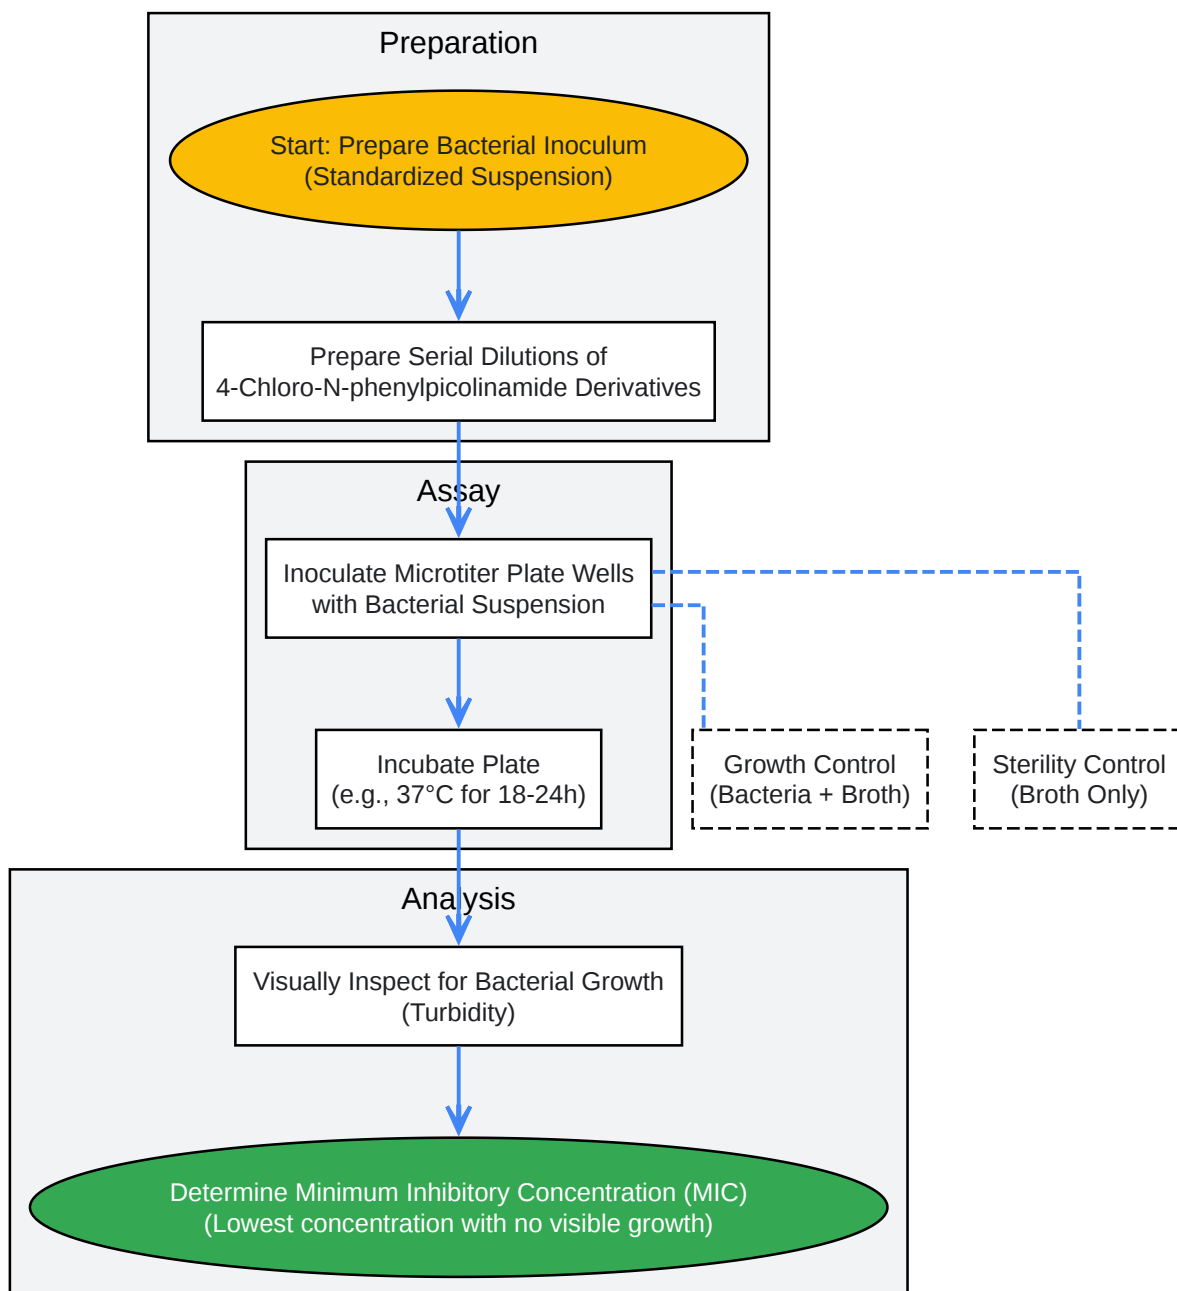 Preparation
Start: Prepare Bacterial Inoculum
(Standardized Suspension)
Prepare Serial Dilutions of
4-Chloro-N-phenylpicolinamide Derivatives
Assay
Inoculate Microtiter Plate Wells
with Bacterial Suspension
Incubate Plate
(e.g., 37°C for 18-24h)
Growth Control
(Bacteria + Broth)
Sterility Control
(Broth Only)
Analysis
Visually Inspect for Bacterial Growth
(Turbidity)
Determine Minimum Inhibitory Concentration (MIC)
(Lowest concentration with no visible growth)